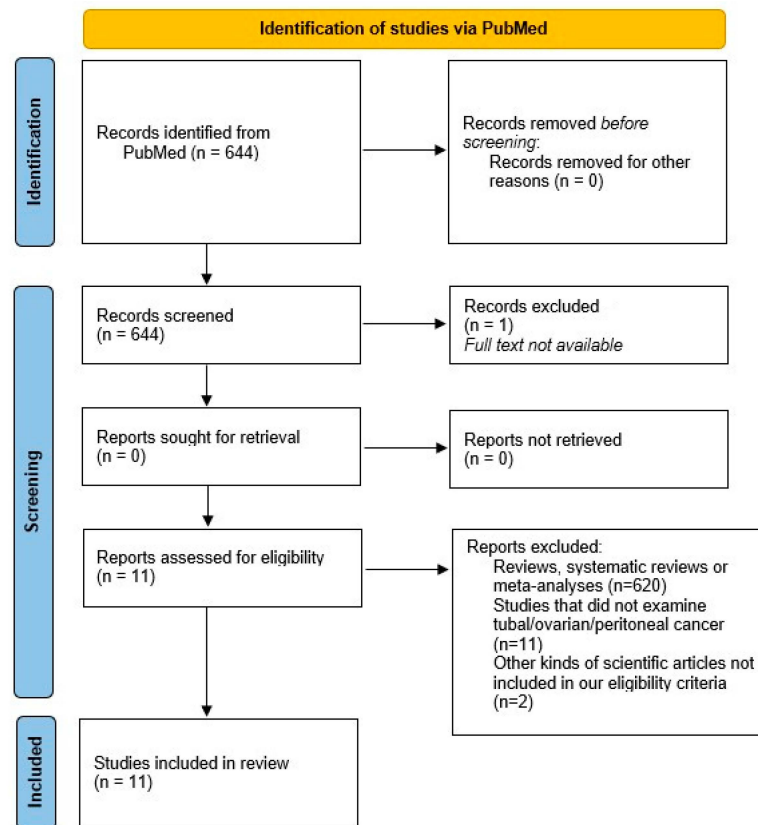 Identification of studies via PubMed
Identification
Records identified from
PubMed (n = 644)
Records removed before
screening:
Records removed for other
reasons (n = 0)
Screening
Records screened
(n = 644)
Records excluded
(n = 1)
Full text not available
Reports sought for retrieval
(n = 0)
Reports not retrieved
(n = 0)
Reports assessed for eligibility
(n = 11)
Reports excluded:
Reviews, systematic reviews or
meta-analyses (n=620)
Studies that did not examine
tubal/ovarian/peritoneal cancer
(n=11)
Other kinds of scientific articles not
included in our eligibility criteria
(n=2)
Included
Studies included in review
(n = 11)